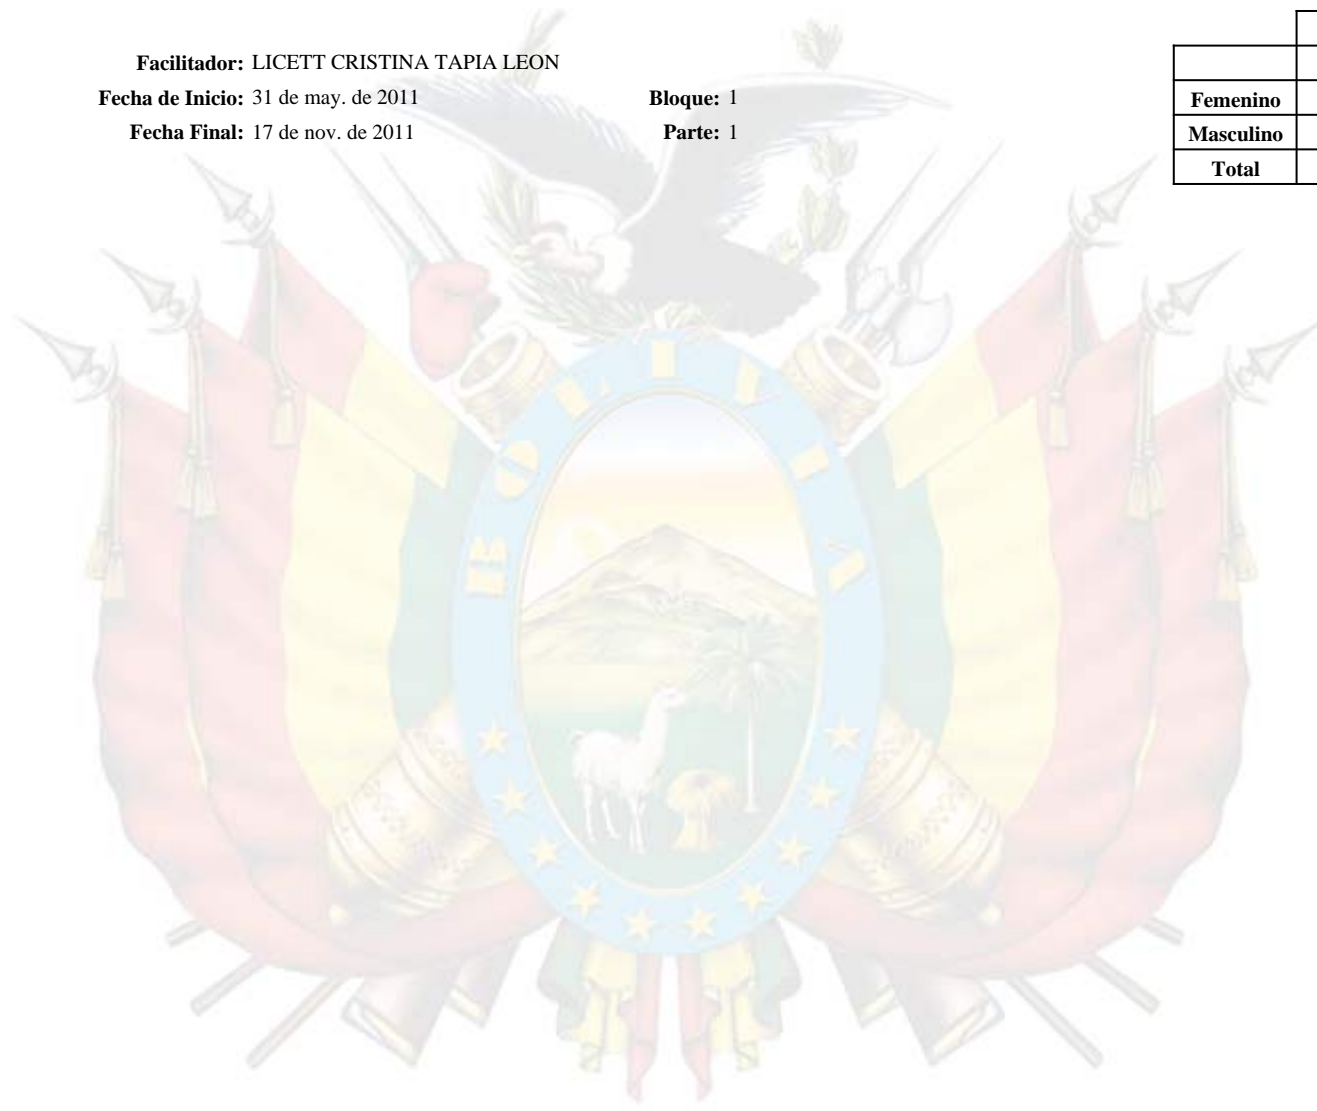 Facilitador: LICETT CRISTINA TAPIA LEON
Fecha de Inicio: 31 de may. de 2011 Bloque: 1
Fecha Final: 17 de nov. de 2011 Parte: 1
Femenino
Masculino
Total
BOLIVIA